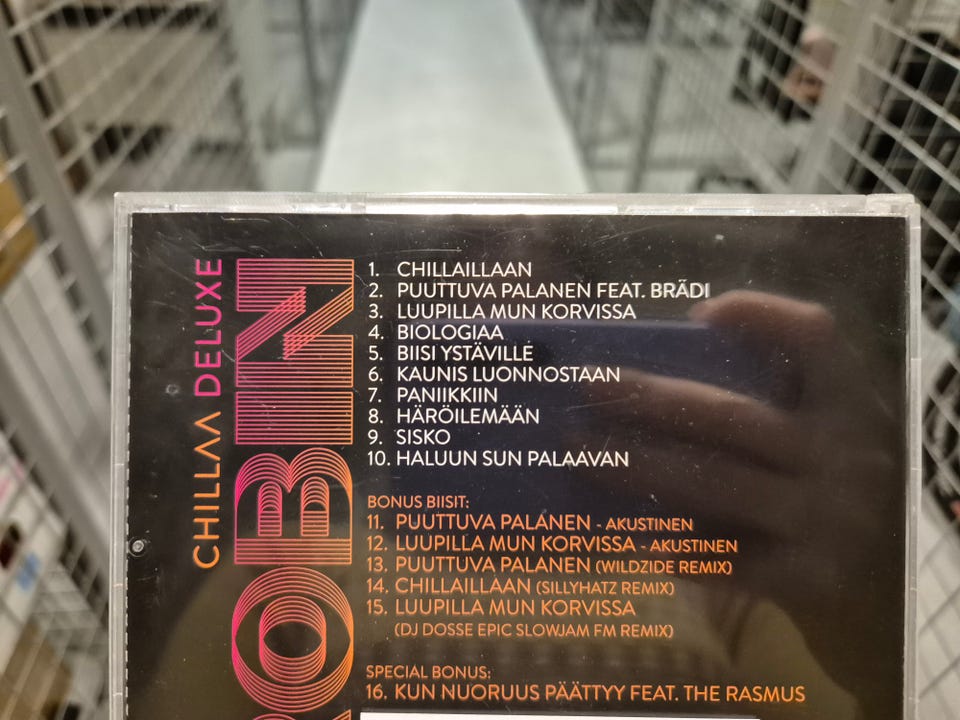 CHILLAA DELUXE
ROBIN
1. CHILLAILLAAN
2. PUUTTUVA PALANEN FEAT. BRÄDI
3. LUUPILLA MUN KORVISSA
4. BIOLOGIAA
5. BIISI YSTÄVILLE
6. KAUNIS LUONNOSTAAN
7. PANIIKKIIN
8. HÄRÖILEMÄÄN
9. SISKO
10. HALUUN SUN PALAAVAN
BONUS BIISIT:
11. PUUTTUVA PALANEN - AKUSTINEN
12. LUUPILLA MUN KORVISSA - AKUSTINEN
13. PUUTTUVA PALANEN (WILDZIDE REMIX)
14. CHILLAILLAAN (SILLYHATZ REMIX)
15. LUUPILLA MUN KORVISSA
(DJ DOSSE EPIC SLOWJAM FM REMIX)
SPECIAL BONUS:
16. KUN NUORUUS PÄÄTTYY FEAT. THE RASMUS